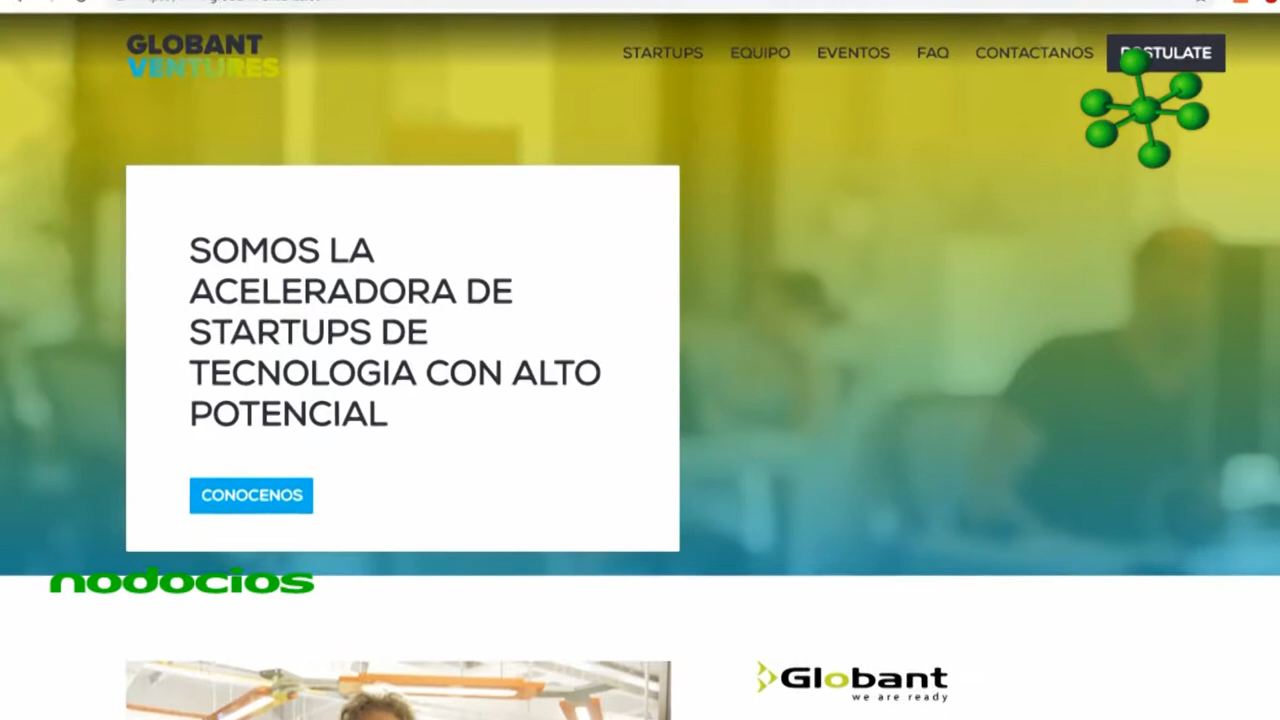 GLOBANT
VENTURES
STARTUPS EQUIPO EVENTOS FAQ CONTACTANOS POSTULATE
SOMOS LA
ACELERADORA DE
STARTUPS DE
TECNOLOGIA CON ALTO
POTENCIAL
CONOCENOS
nodocios
Globant
we are ready